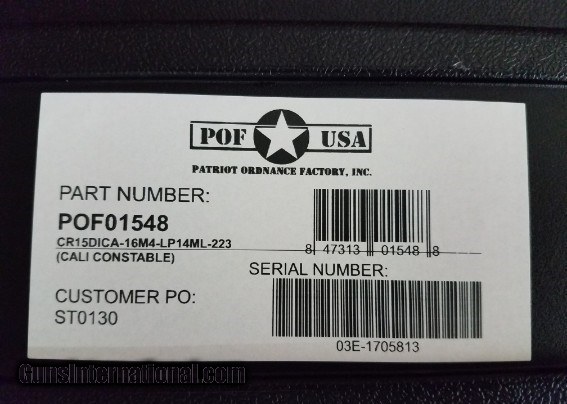 POF USA
PATRIOT ORDNANCE FACTORY, INC.
PART NUMBER:
POF01548
CR15DICA-16M4-LP14ML-223
(CALI CONSTABLE)
8 47313 01548 8
SERIAL NUMBER:
CUSTOMER PO:
ST0130
03E-1705813
GunsInternational.com